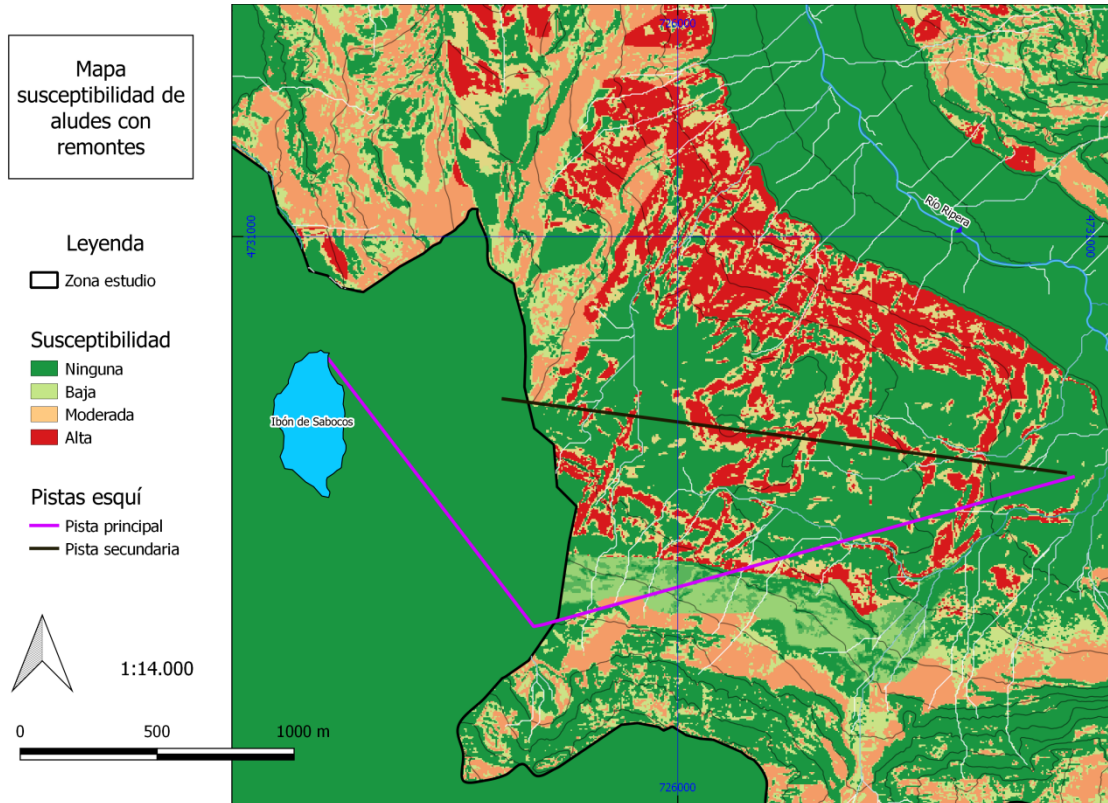 Mapa
susceptibilidad de
aludes con
remontes
Leyenda
Zona estudio
Susceptibilidad
Ninguna
Baja
Moderada
Alta
Pistas esquí
Pista principal
Pista secundaria
1:14.000
0 500 1000 m
726000
4731000
4731000
Río Ripera
Ibón de Sabocos
726000